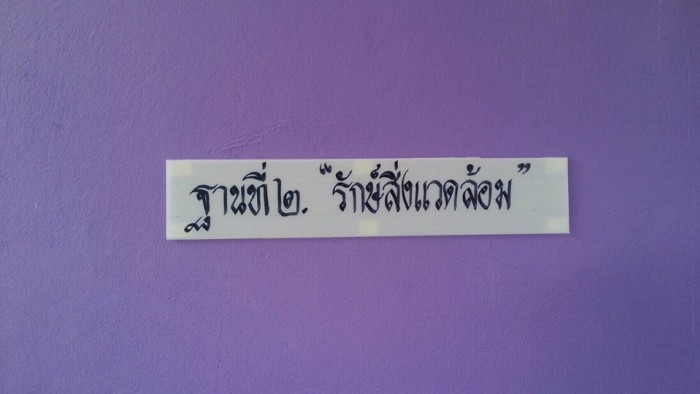 ฐานที่ ๒. “รักษ์สิ่งแวดล้อม”